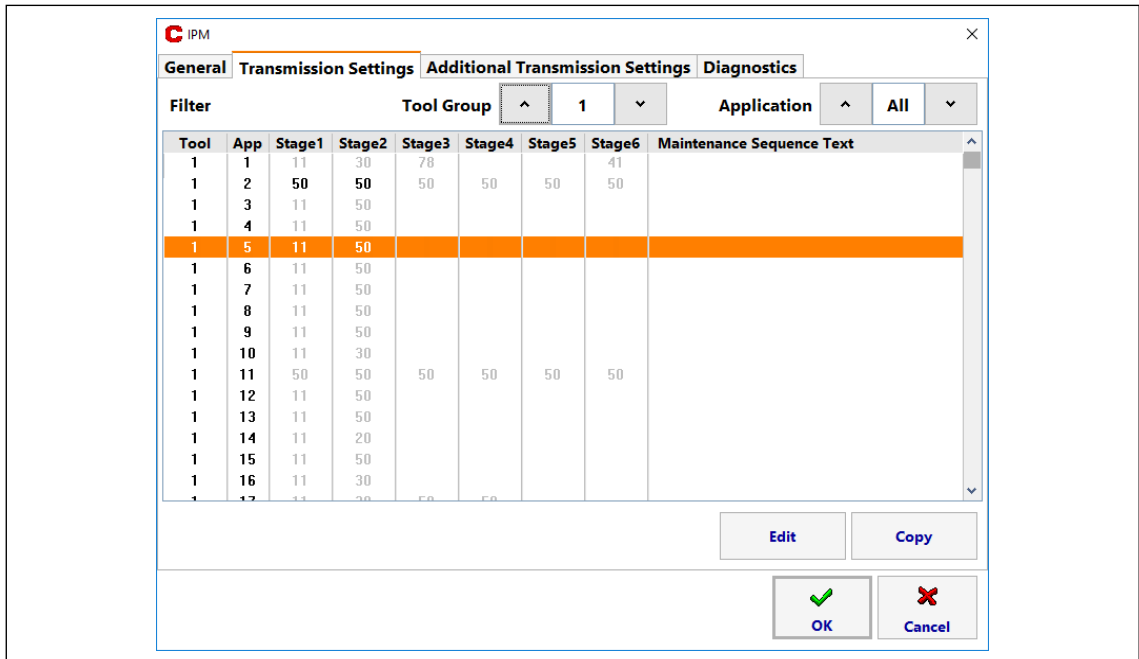 C IPM
General Transmission Settings Additional Transmission Settings Diagnostics
Filter Tool Group 1 Application All
Tool App Stage1 Stage2 Stage3 Stage4 Stage5 Stage6 Maintenance Sequence Text
1 1 11 30 78 41
1 2 50 50 50 50 50 50
1 3 11 50
1 4 11 50
1 5 11 50
1 6 11 50
1 7 11 50
1 8 11 50
1 9 11 50
1 10 11 30
1 11 50 50 50 50 50 50
1 12 11 50
1 13 11 50
1 14 11 20
1 15 11 50
1 16 11 30
Edit Copy
OK Cancel